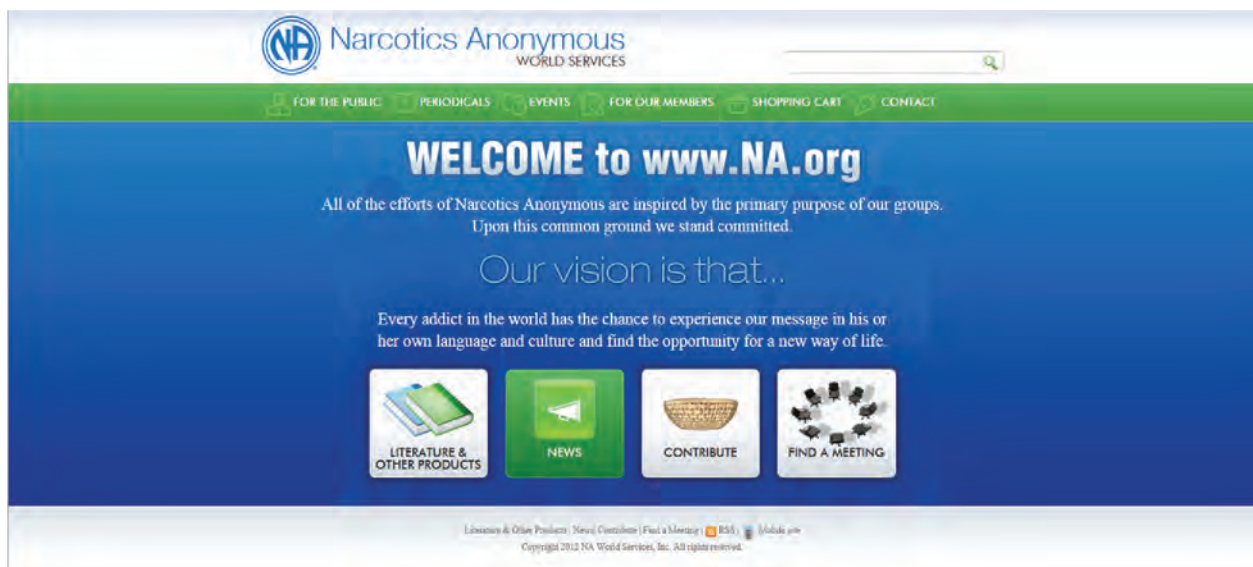 NA
Narcotics Anonymous
WORLD SERVICES
FOR THE PUBLIC PERIODICALS EVENTS FOR OUR MEMBERS SHOPPING CART CONTACT
WELCOME to www.NA.org
All of the efforts of Narcotics Anonymous are inspired by the primary purpose of our groups.
Upon this common ground we stand committed.
Our vision is that...
Every addict in the world has the chance to experience our message in his or
her own language and culture and find the opportunity for a new way of life.
LITERATURE &
OTHER PRODUCTS
NEWS
CONTRIBUTE
FIND A MEETING
Literature & Other Products | News | Contribute | Find a Meeting | RSS | Mobile site
Copyright 2012 NA World Services, Inc. All rights reserved.